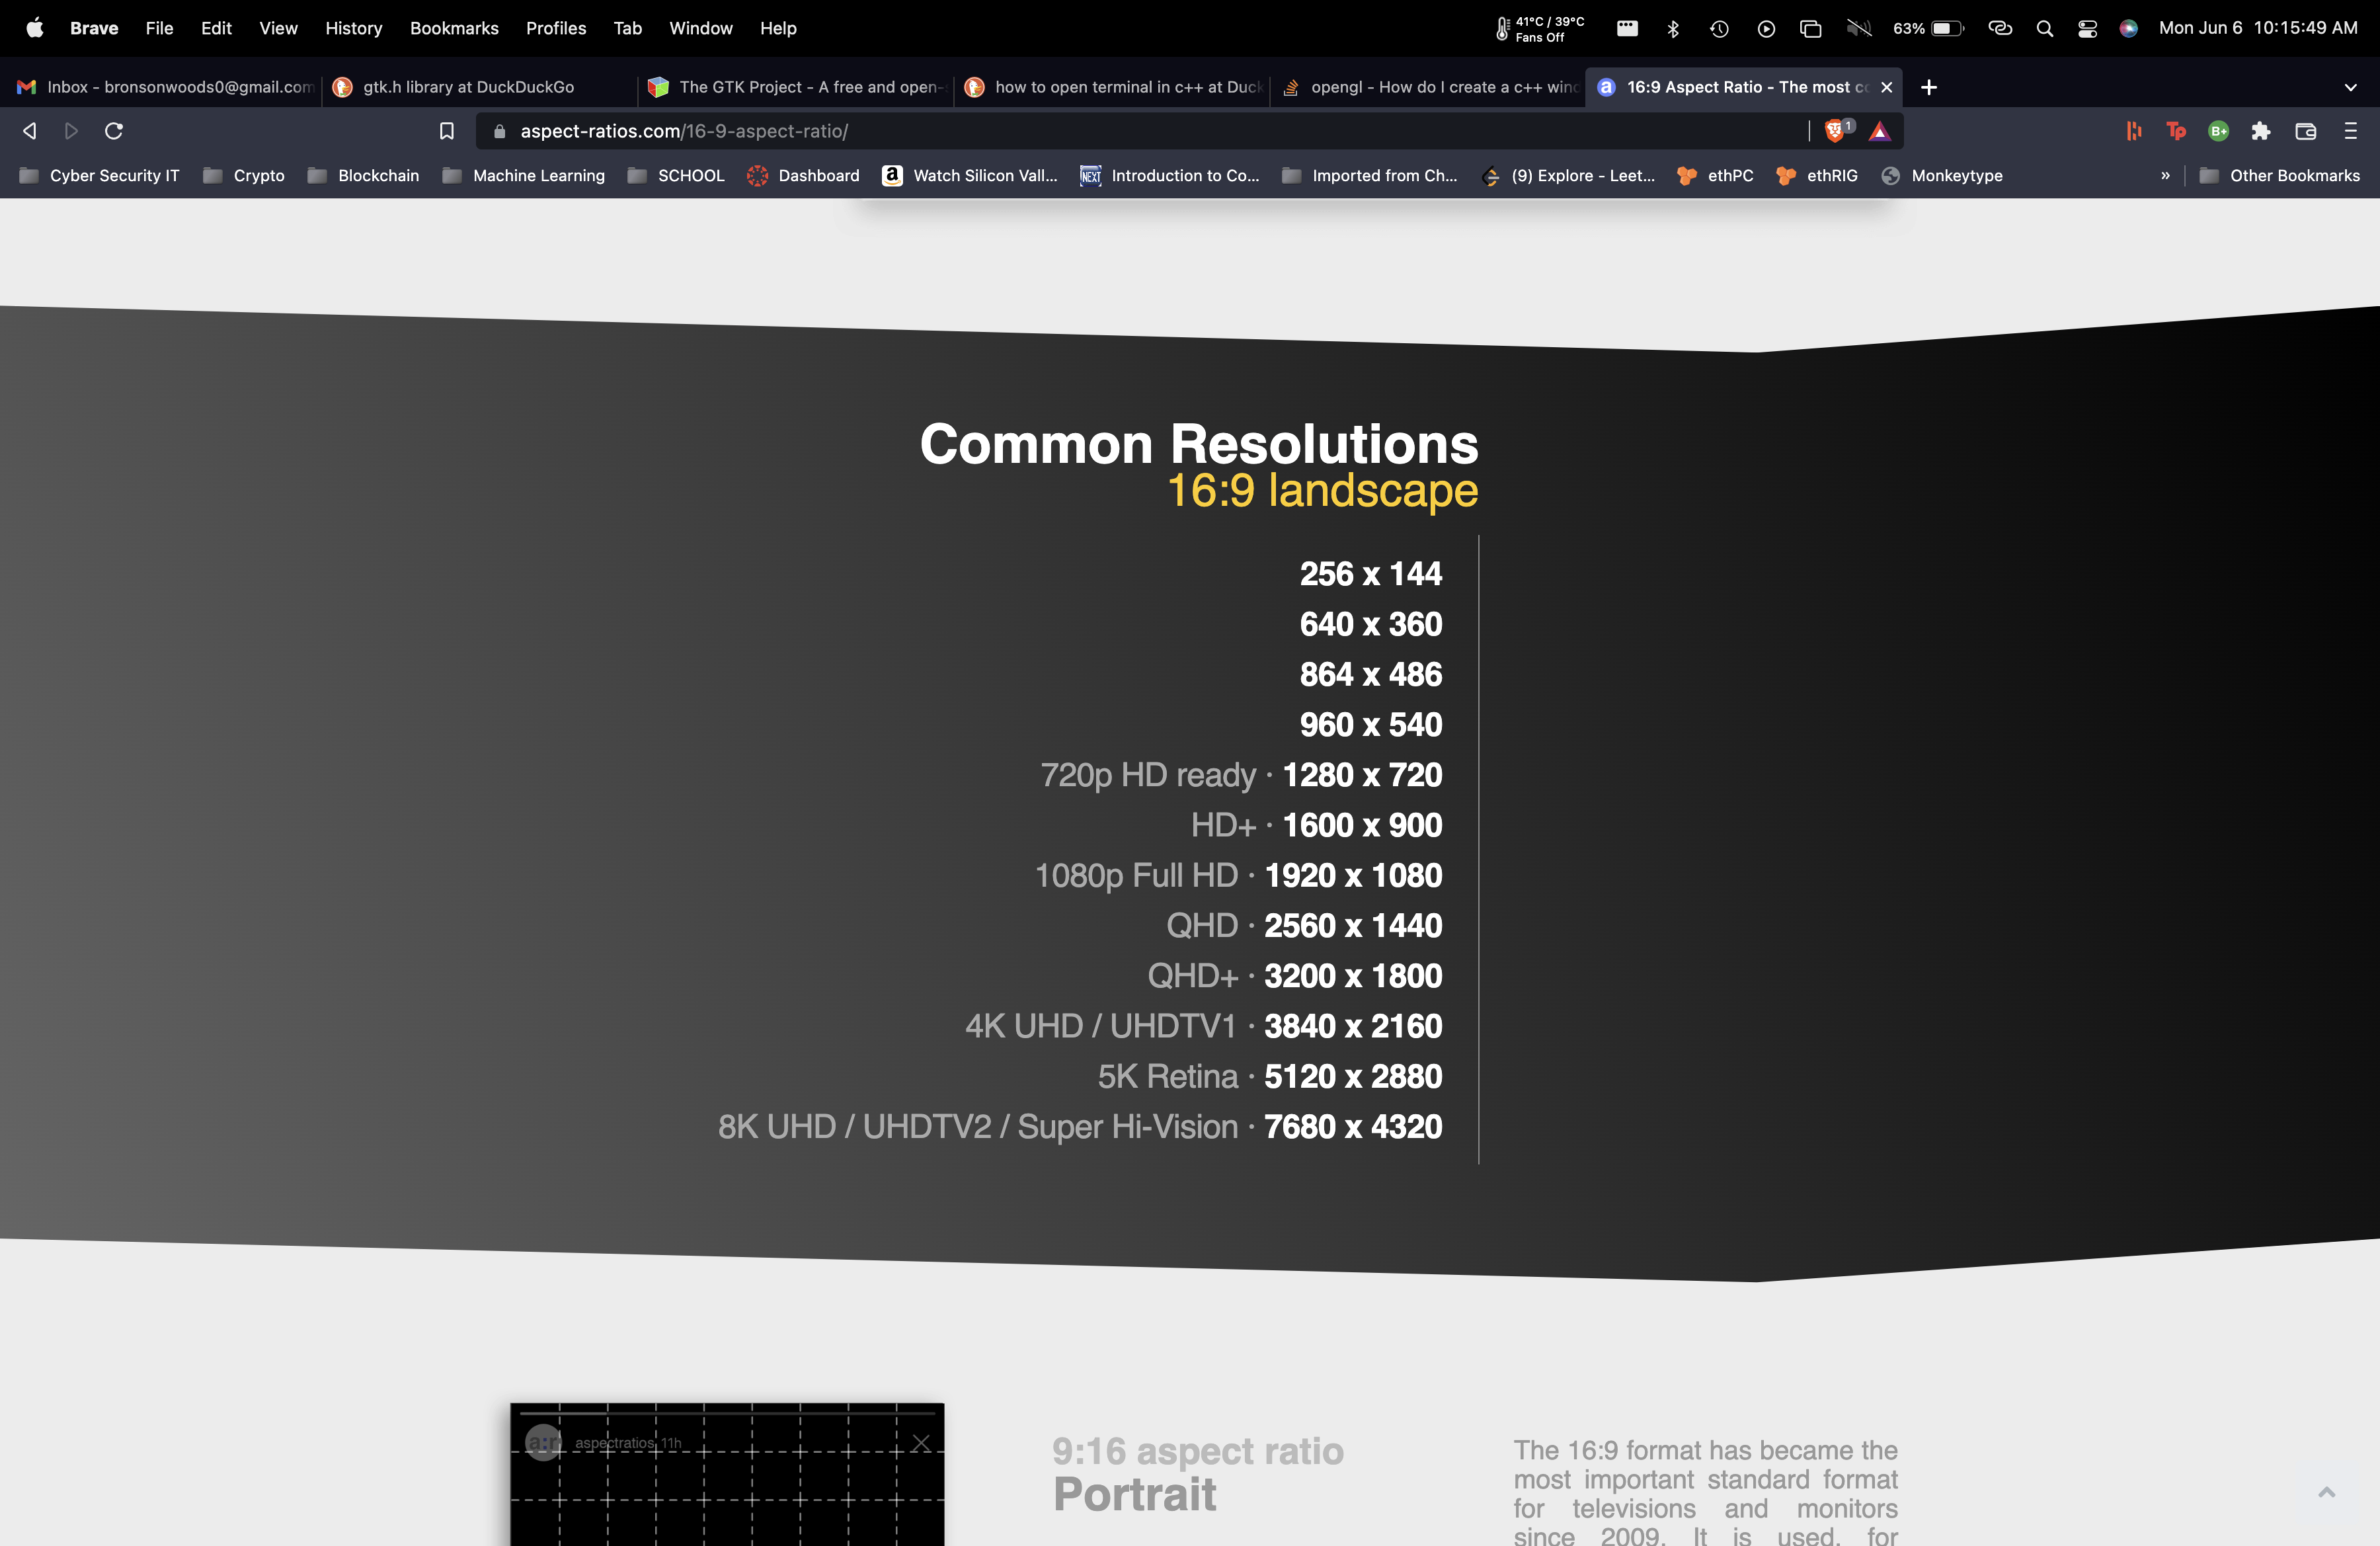 Brave File Edit View History Bookmarks Profiles Tab Window Help
41°C / 39°C
Fans Off
63%
Mon Jun 6 10:15:49 AM
Inbox - bronsonwoods0@gmail.com
gtk.h library at DuckDuckGo
The GTK Project - A free and open-
how to open terminal in c++ at Duck
opengl - How do I create a c++ wind
16:9 Aspect Ratio - The most co
aspect-ratios.com/16-9-aspect-ratio/
1
Tp
B+
Cyber Security IT
Crypto
Blockchain
Machine Learning
SCHOOL
Dashboard
a
Watch Silicon Vall...
NEXT
Introduction to Co...
Imported from Ch...
(9) Explore - Leet...
ethPC
ethRIG
Monkeytype
»
Other Bookmarks
Common Resolutions
16:9 landscape
256 x 144
640 x 360
864 x 486
960 x 540
720p HD ready · 1280 x 720
HD+ · 1600 x 900
1080p Full HD · 1920 x 1080
QHD · 2560 x 1440
QHD+ · 3200 x 1800
4K UHD / UHDTV1 · 3840 x 2160
5K Retina · 5120 x 2880
8K UHD / UHDTV2 / Super Hi-Vision · 7680 x 4320
a:r aspectratios 11h
9:16 aspect ratio
Portrait
The 16:9 format has became the
most important standard format
for televisions and monitors
since 2009. It is used, for